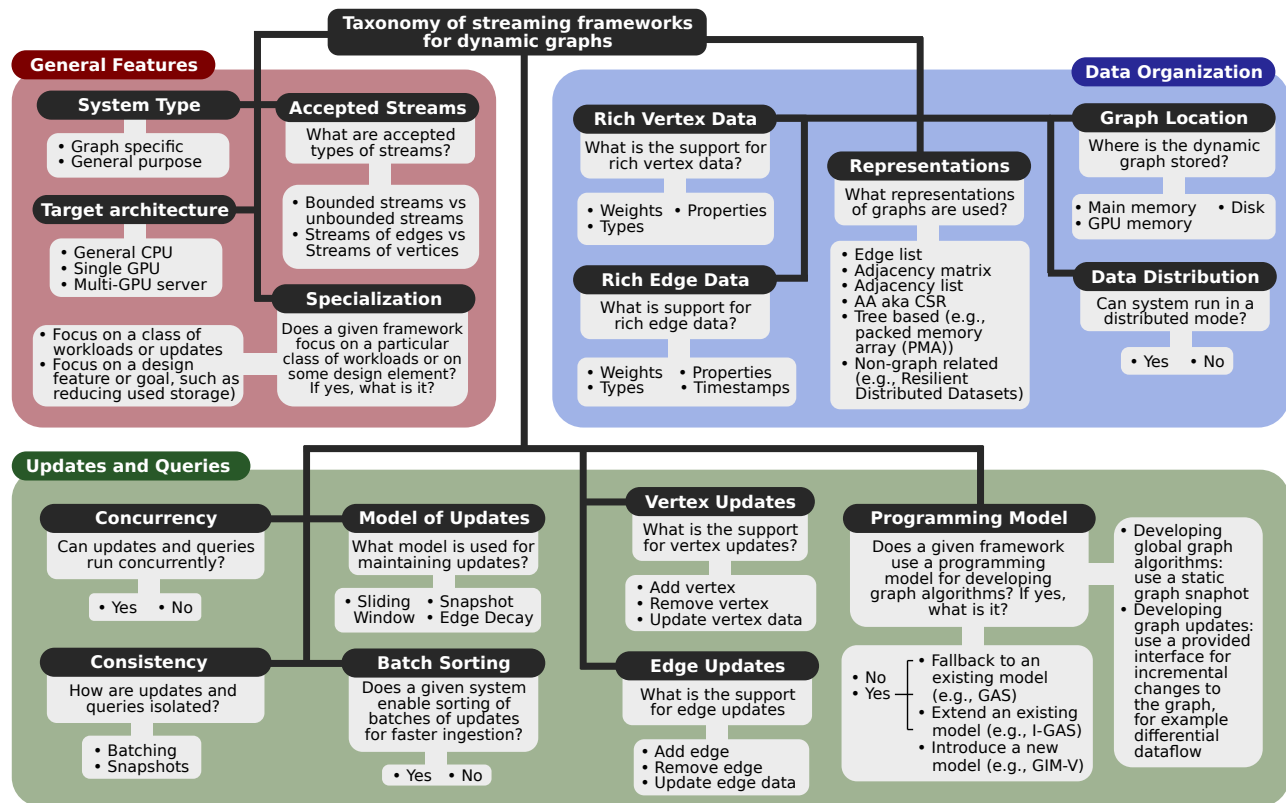 Taxonomy of streaming frameworks
for dynamic graphs
General Features
System Type
• Graph specific
• General purpose
Accepted Streams
What are accepted
types of streams?
• Bounded streams vs
unbounded streams
• Streams of edges vs
Streams of vertices
Target architecture
• General CPU
• Single GPU
• Multi-GPU server
Specialization
Does a given framework
focus on a particular
class of workloads or on
some design element?
If yes, what is it?
• Focus on a class of
workloads or updates
• Focus on a design
feature or goal, such as
reducing used storage)
Data Organization
Rich Vertex Data
What is the support for
rich vertex data?
• Weights • Properties
• Types
Rich Edge Data
What is support for
rich edge data?
• Weights • Properties
• Types • Timestamps
Representations
What representations
of graphs are used?
• Edge list
• Adjacency matrix
• Adjacency list
• AA aka CSR
• Tree based (e.g.,
packed memory
array (PMA))
• Non-graph related
(e.g., Resilient
Distributed Datasets)
Graph Location
Where is the dynamic
graph stored?
• Main memory • Disk
• GPU memory
Data Distribution
Can system run in a
distributed mode?
• Yes • No
Updates and Queries
Concurrency
Can updates and queries
run concurrently?
• Yes • No
Model of Updates
What model is used for
maintaining updates?
• Sliding • Snapshot
Window • Edge Decay
Consistency
How are updates and
queries isolated?
• Batching
• Snapshots
Batch Sorting
Does a given system
enable sorting of
batches of updates
for faster ingestion?
• Yes • No
Vertex Updates
What is the support
for vertex updates?
• Add vertex
• Remove vertex
• Update vertex data
Edge Updates
What is the support
for edge updates
• Add edge
• Remove edge
• Update edge data
Programming Model
Does a given framework
use a programming
model for developing
graph algorithms? If yes,
what is it?
• No
• Yes
• Fallback to an
existing model
(e.g., GAS)
• Extend an existing
model (e.g., I-GAS)
• Introduce a new
model (e.g., GIM-V)
• Developing
global graph
algorithms:
use a static
graph snaphot
• Developing
graph updates:
use a provided
interface for
incremental
changes to
the graph,
for example
differential
dataflow